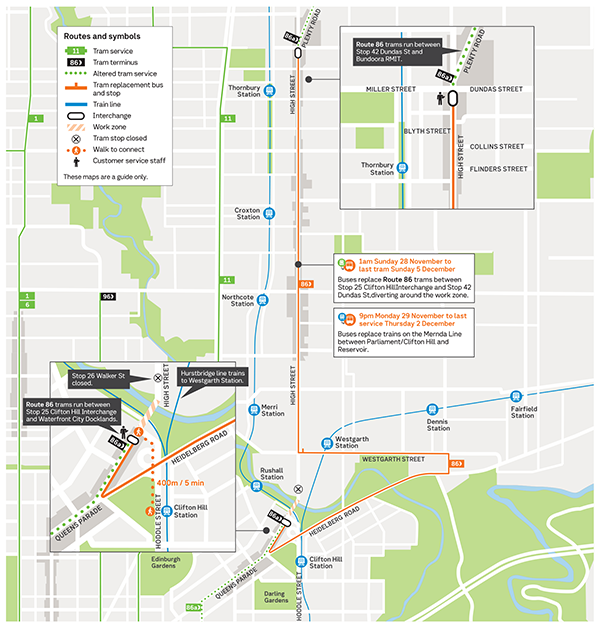 Routes and symbols
11 Tram service
86 Tram terminus
Altered tram service
Tram replacement bus
and stop
Train line
Interchange
Work zone
Tram stop closed
Walk to connect
Customer service staff
These maps are a guide only.
86a
PLENTY ROAD
HIGH STREET
Thornbury
Station
11
1
Croxton
Station
Route 86 trams run between
Stop 42 Dundas St and
Bundoora RMIT.
PLENTY ROAD
86a
MILLER STREET
DUNDAS STREET
BLYTH STREET
COLLINS STREET
FLINDERS STREET
HIGH STREET
Thornbury
Station
1am Sunday 28 November to
last tram Sunday 5 December
Buses replace Route 86 trams between
Stop 25 Clifton HillInterchange and Stop 42
Dundas St,diverting around the work zone.
86
9pm Monday 29 November to last
service Thursday 2 December
Buses replace trains on the Mernda Line
between Parliament/Clifton Hill and
Reservoir.
1
6
96
Northcote
Station
HIGH STREET
Stop 26 Walker St
closed.
HIGH STREET
Hurstbridge line trains
to Westgarth Station.
Route 86 trams run between
Stop 25 Clifton Hill Interchange
and Waterfront City Docklands.
86a
HEIDELBERG ROAD
400m / 5 min
HODDLE STREET
Clifton Hill
Station
QUEENS PARADE
Merri
Station
Dennis
Station
Fairfield
Station
Westgarth
Station
WESTGARTH STREET
86
Rushall
Station
86a
HEIDELBERG ROAD
Clifton Hill
Station
Edinburgh
Gardens
QUEENS PARADE
HODDLE STREET
Darling
Gardens
86a